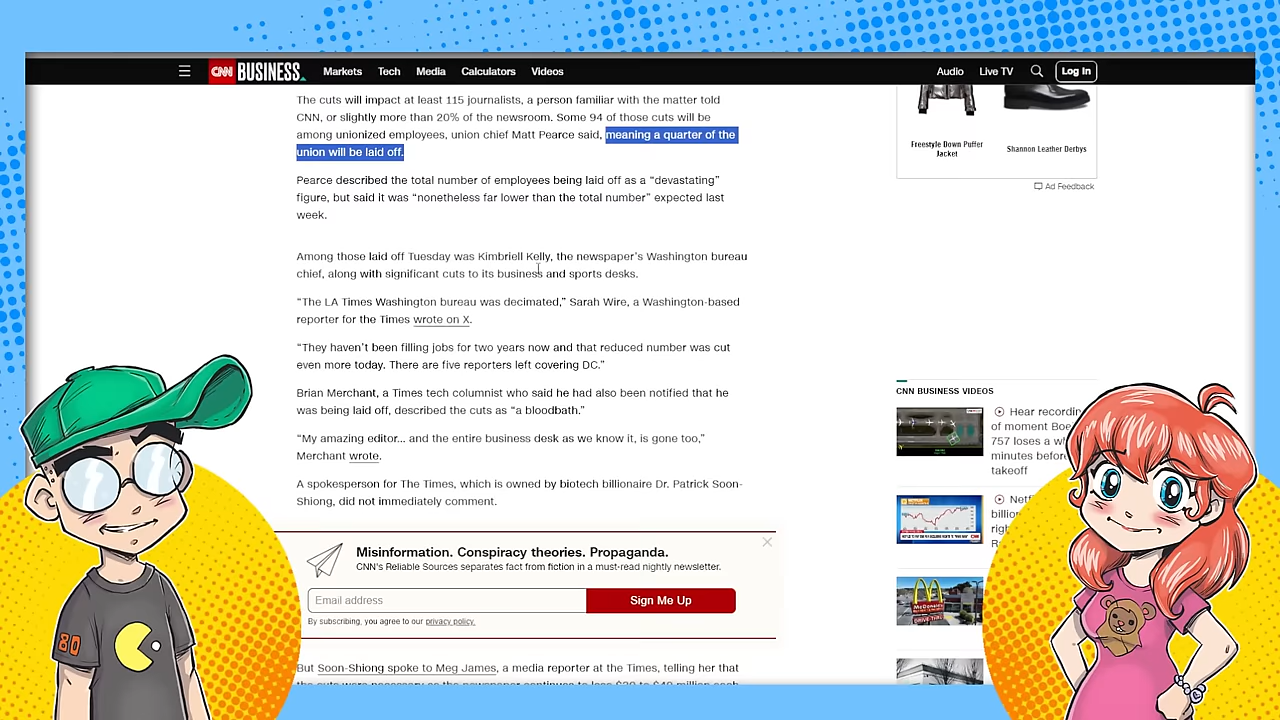 CNN BUSINESS Markets Tech Media Calculators Videos Audio Live TV Log In
The cuts will impact at least 115 journalists, a person familiar with the matter told
CNN, or slightly more than 20% of the newsroom. Some 94 of those cuts will be
among unionized employees, union chief Matt Pearce said, meaning a quarter of the
union will be laid off.
Pearce described the total number of employees being laid off as a “devastating”
figure, but said it was “nonetheless far lower than the total number” expected last
week.
Among those laid off Tuesday was Kimbriell Kelly, the newspaper’s Washington bureau
chief, along with significant cuts to its business and sports desks.
“The LA Times Washington bureau was decimated,” Sarah Wire, a Washington-based
reporter for the Times wrote on X.
“They haven’t been filling jobs for two years now and that reduced number was cut
even more today. There are five reporters left covering DC.”
Brian Merchant, a Times tech columnist who said he had also been notified that he
was being laid off, described the cuts as “a bloodbath.”
“My amazing editor... and the entire business desk as we know it, is gone too,”
Merchant wrote.
A spokesperson for The Times, which is owned by biotech billionaire Dr. Patrick Soon-
Shiong, did not immediately comment.
Misinformation. Conspiracy theories. Propaganda.
CNN’s Reliable Sources separates fact from fiction in a must-read nightly newsletter.
Email address
Sign Me Up
By subscribing, you agree to our privacy policy.
But Soon-Shiong spoke to Meg James, a media reporter at the Times, telling her that
Freestyle Down Puffer
Jacket
Shannon Leather Derbys
Ad Feedback
CNN BUSINESS VIDEOS
Hear
of moment
757 loses a
minutes
takeoff
McDonald's
80